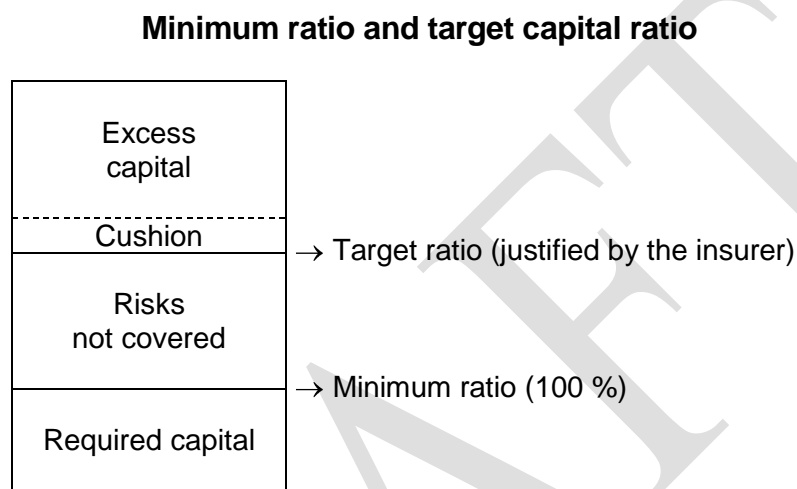 Minimum ratio and target capital ratio
Excess
capital
Cushion
→ Target ratio (justified by the insurer)
Risks
not covered
→ Minimum ratio (100 %)
Required capital